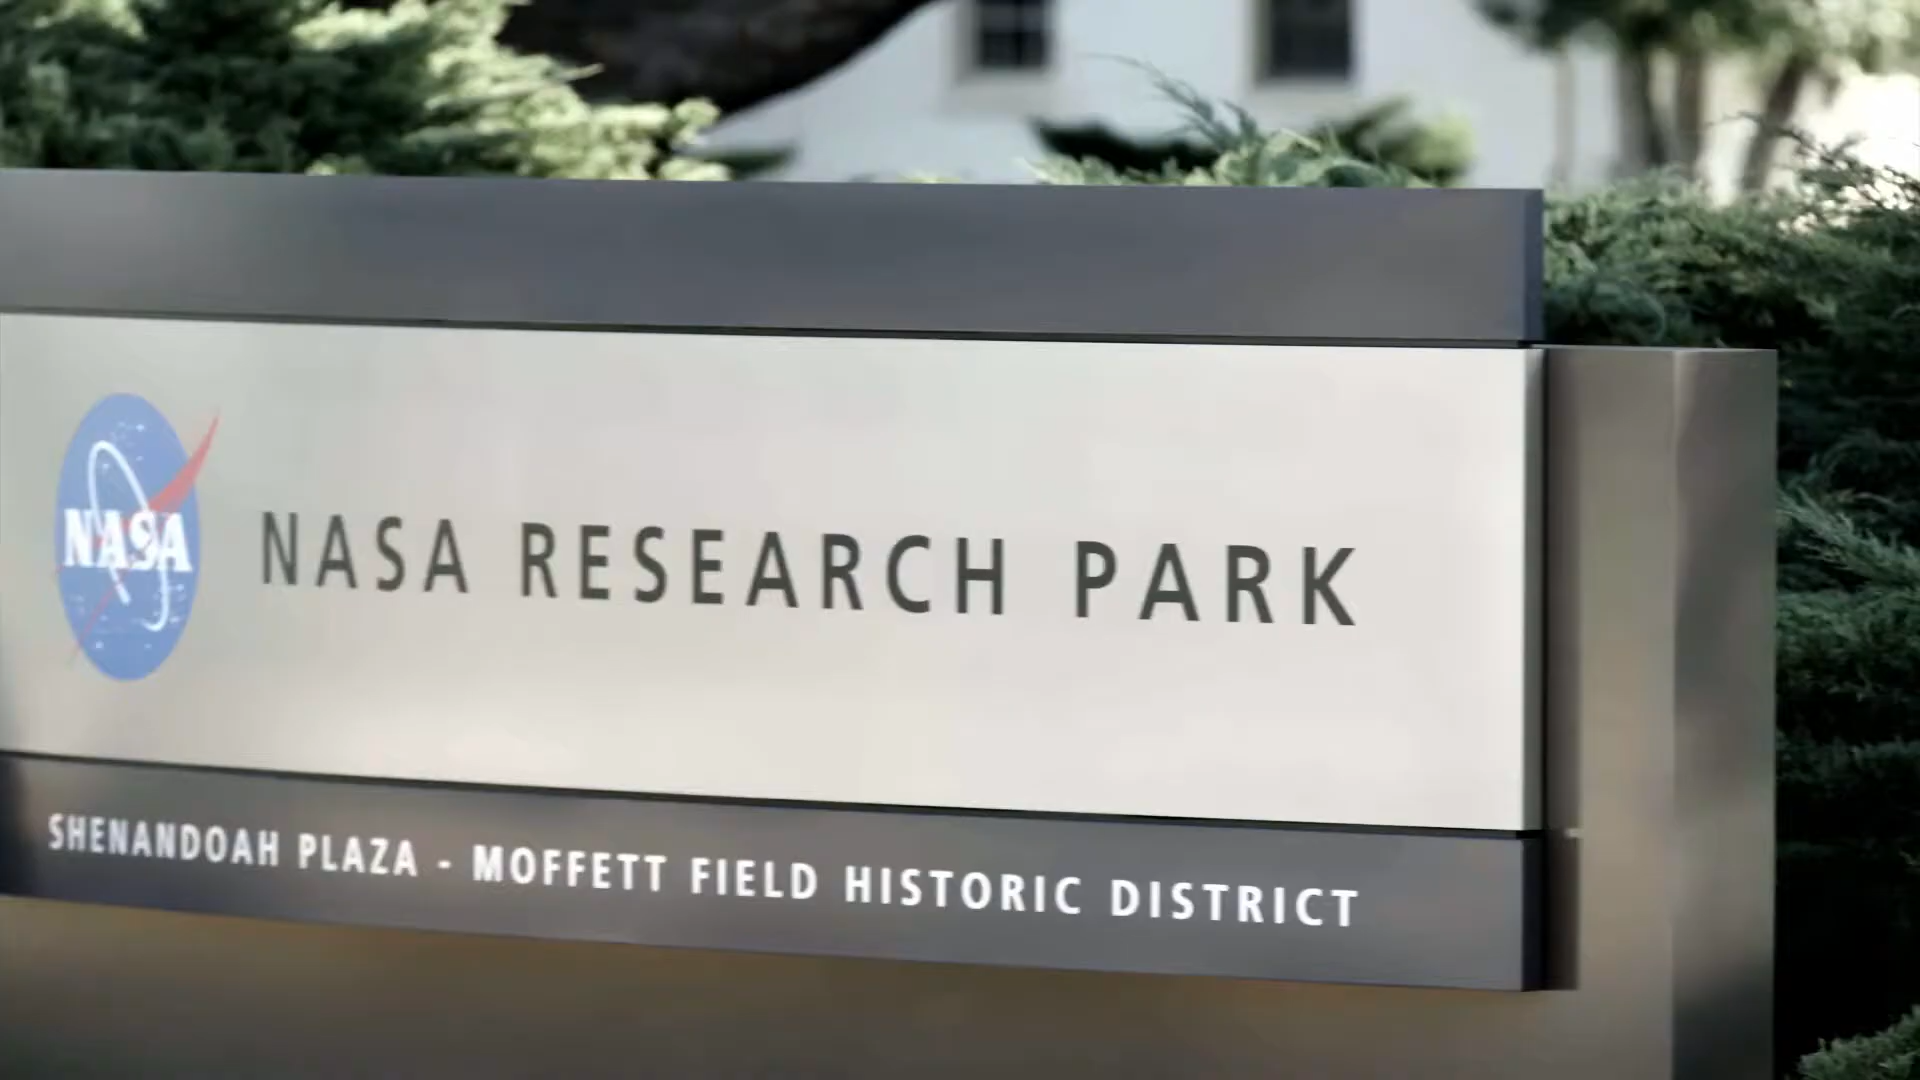 NASA
NASA RESEARCH PARK
SHENANDOAH PLAZA - MOFFETT FIELD HISTORIC DISTRICT